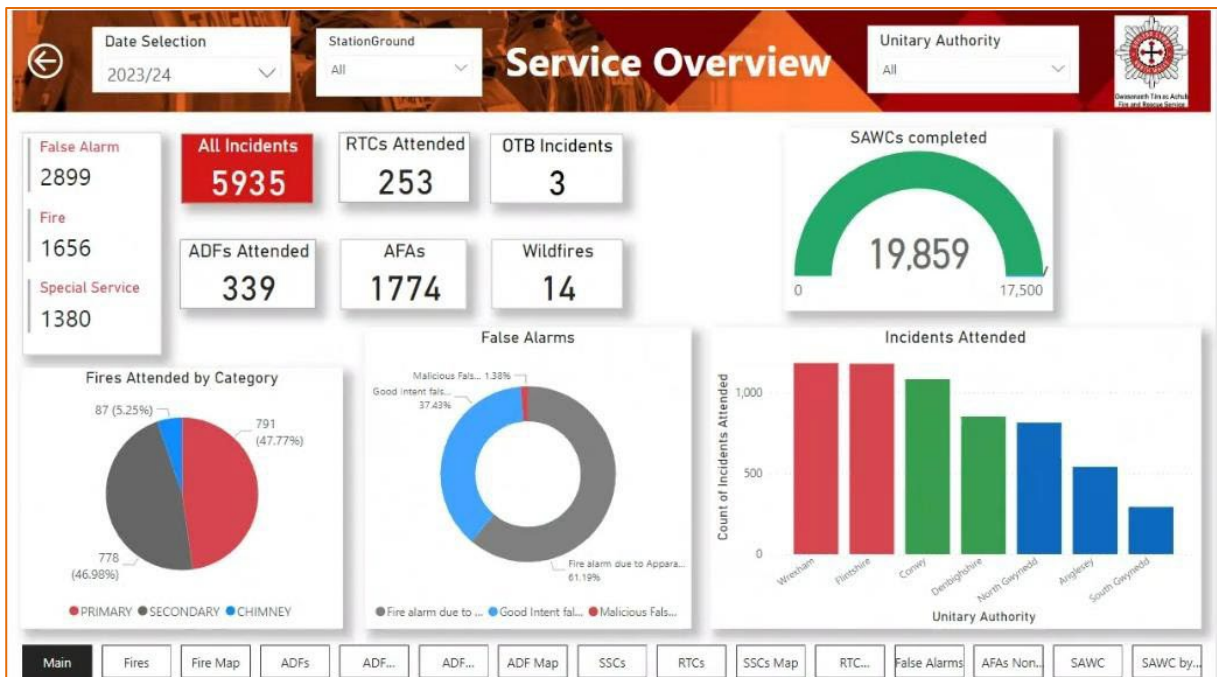 Date Selection
2023/24
StationGround
All
Service Overview
Unitary Authority
All
Fire and Rescue Service
False Alarm
2899
Fire
1656
Special Service
1380
All Incidents
5935
RTCs Attended
253
OTB Incidents
3
ADFs Attended
339
AFAs
1774
Wildfires
14
SAWCs completed
19,859
0
17,500
Fires Attended by Category
87 (5.25%)
791
(47.77%)
778
(46.98%)
PRIMARY SECONDARY CHIMNEY
False Alarms
Malicious Fals... 1.38%
Good Intent fals...
37.43%
Fire alarm due to Appara...
61.19%
Fire alarm due to ... Good Intent fal... Malicious Fals...
Incidents Attended
Count of Incidents Attended
1,000
500
0
Wrexham
Flintshire
Conwy
Denbighshire
North Gwynedd
Anglesey
South Gwynedd
Unitary Authority
Main Fires Fire Map ADFs ADF... ADF... ADF Map SSCs RTCs SSCs Map RTC... False Alarms AFAs Non... SAWC SAWC by...